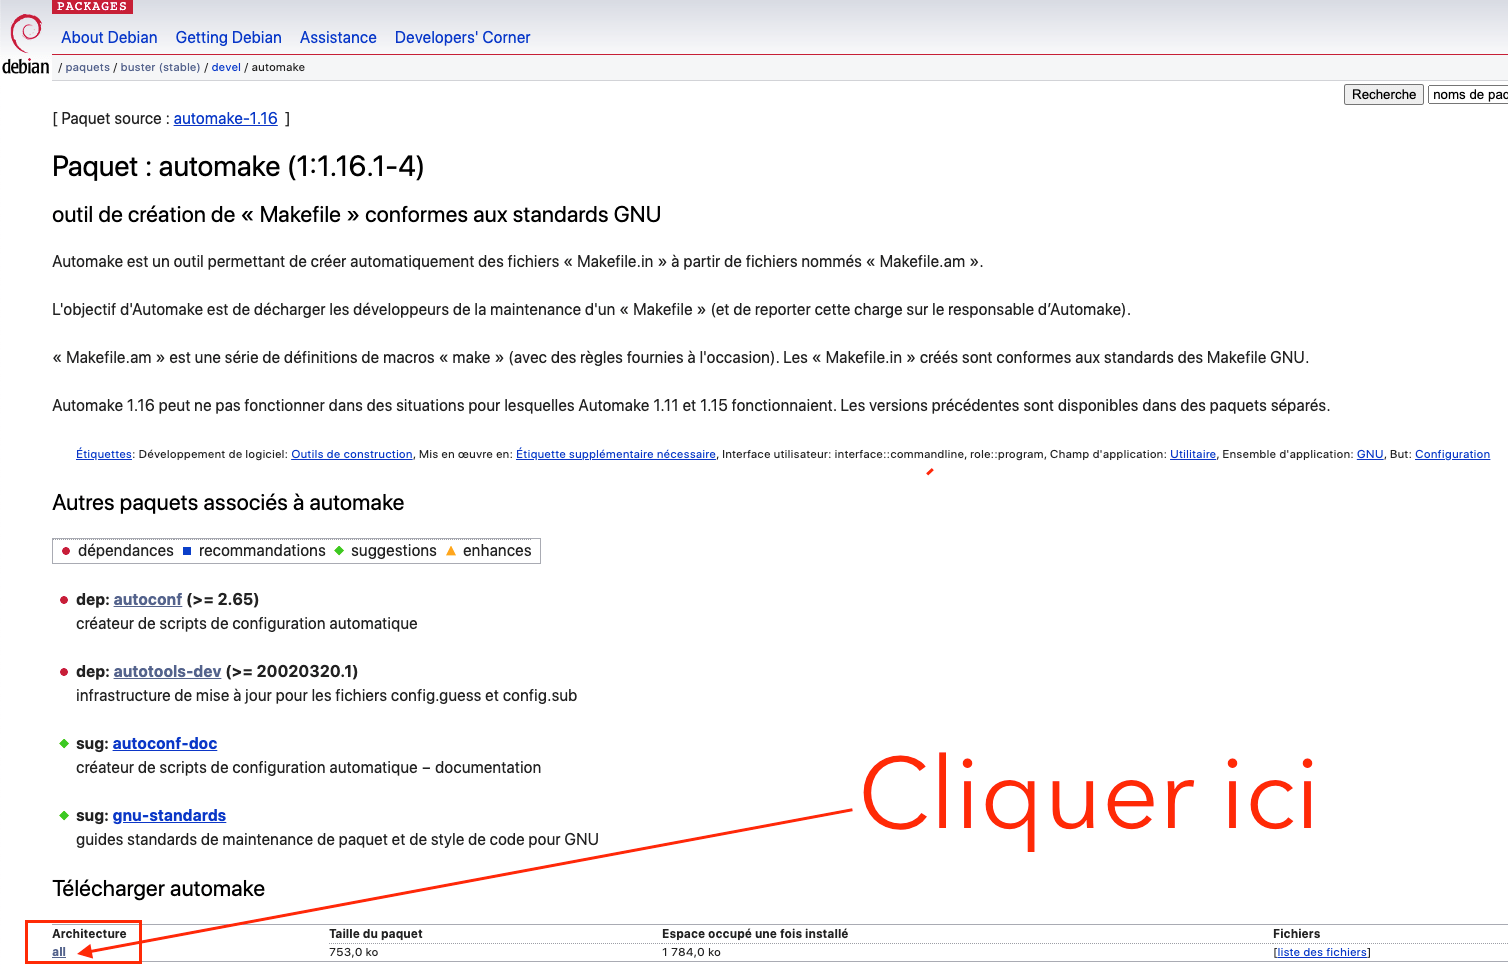 PACKAGES
About Debian Getting Debian Assistance Developers' Corner
debian / paquets / buster (stable) / devel / automake
Recherche noms de paq
[ Paquet source : automake-1.16 ]
Paquet : automake (1:1.16.1-4)
outil de création de « Makefile » conformes aux standards GNU
Automake est un outil permettant de créer automatiquement des fichiers « Makefile.in » à partir de fichiers nommés « Makefile.am ».
L'objectif d'Automake est de décharger les développeurs de la maintenance d'un « Makefile » (et de reporter cette charge sur le responsable d’Automake).
« Makefile.am » est une série de définitions de macros « make » (avec des règles fournies à l'occasion). Les « Makefile.in » créés sont conformes aux standards des Makefile GNU.
Automake 1.16 peut ne pas fonctionner dans des situations pour lesquelles Automake 1.11 et 1.15 fonctionnaient. Les versions précédentes sont disponibles dans des paquets séparés.
Étiquettes: Développement de logiciel: Outils de construction, Mis en œuvre en: Étiquette supplémentaire nécessaire, Interface utilisateur: interface::commandline, role::program, Champ d'application: Utilitaire, Ensemble d'application: GNU, But: Configuration
Autres paquets associés à automake
dépendances recommandations suggestions enhances
dep: autoconf (>= 2.65)
créateur de scripts de configuration automatique
dep: autotools-dev (>= 20020320.1)
infrastructure de mise à jour pour les fichiers config.guess et config.sub
sug: autoconf-doc
créateur de scripts de configuration automatique – documentation
sug: gnu-standards
guides standards de maintenance de paquet et de style de code pour GNU
Cliquer ici
Télécharger automake
Architecture Taille du paquet Espace occupé une fois installé Fichiers
all 753,0 ko 1 784,0 ko [liste des fichiers]